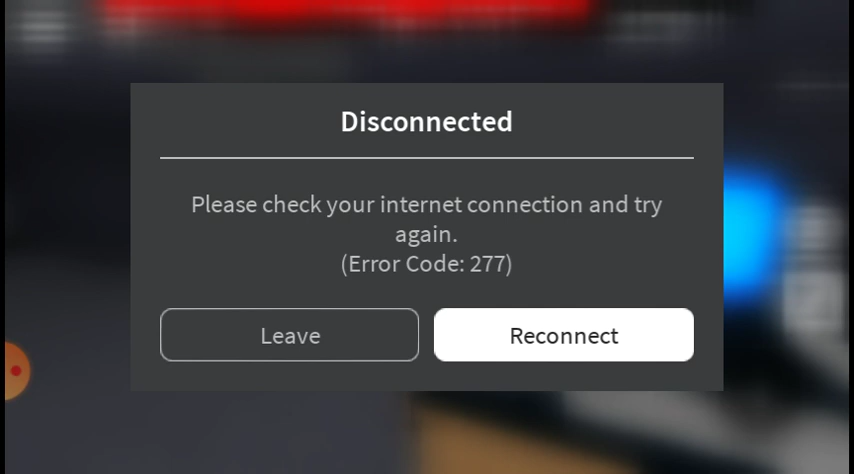 Disconnected
Please check your internet connection and try
again.
(Error Code: 277)
Leave
Reconnect